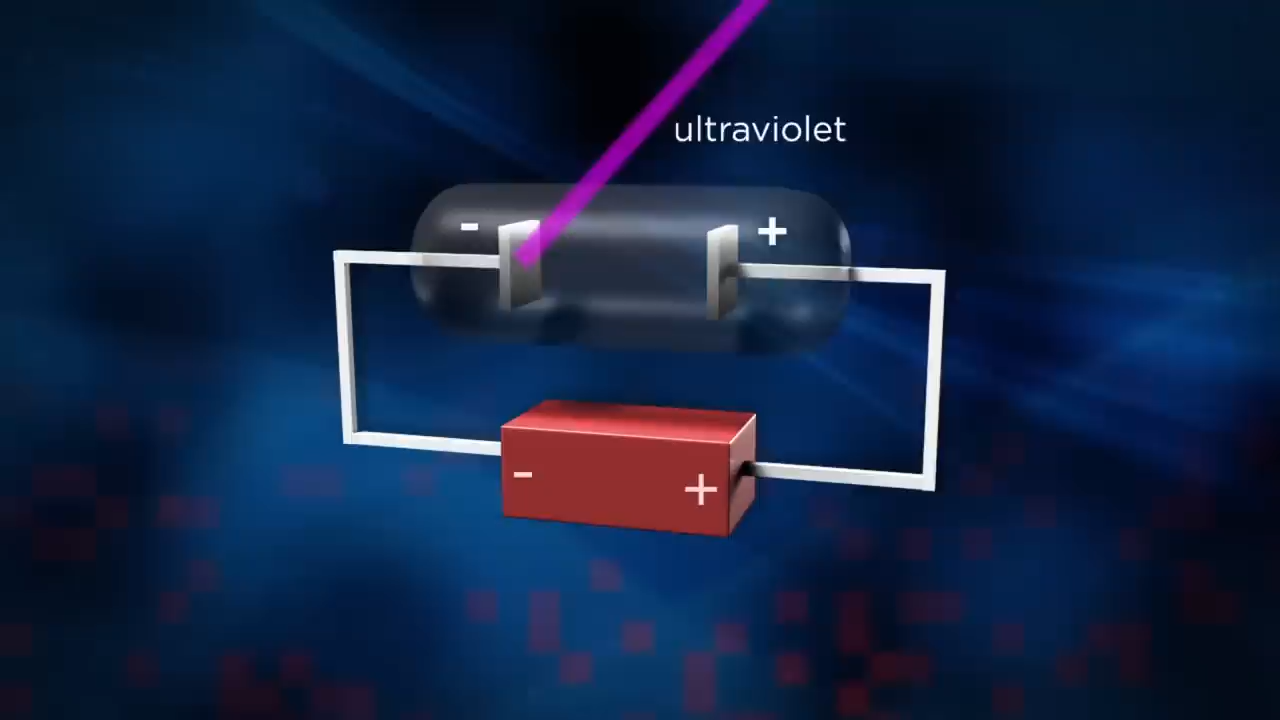 ultraviolet
- +
- +